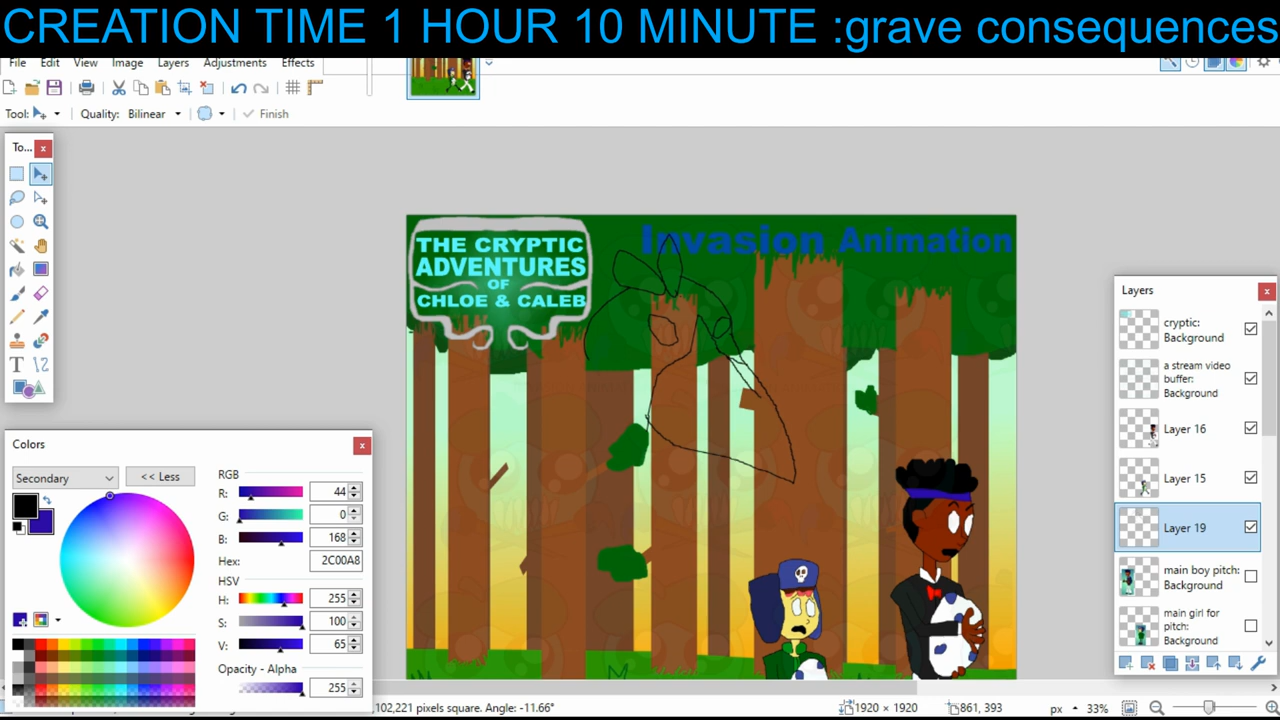 CREATION TIME 1 HOUR 10 MINUTE :grave consequences
File Edit View Image Layers Adjustments Effects
Tool: Quality: Bilinear Finish
To...
THE CRYPTIC
ADVENTURES
OF
CHLOE & CALEB
Invasion Animation
Layers
cryptic:
Background
a stream video
buffer:
Background
Layer 16
Layer 15
Layer 19
main boy pitch:
Background
main girl for
pitch:
Background
Colors
Secondary
<< Less
RGB
R: 44
G: 0
B: 168
Hex: 2C00A8
HSV
H: 255
S: 100
V: 65
Opacity - Alpha
255
102,221 pixels square. Angle: -11.66°
1920 × 1920
861, 393
px
33%